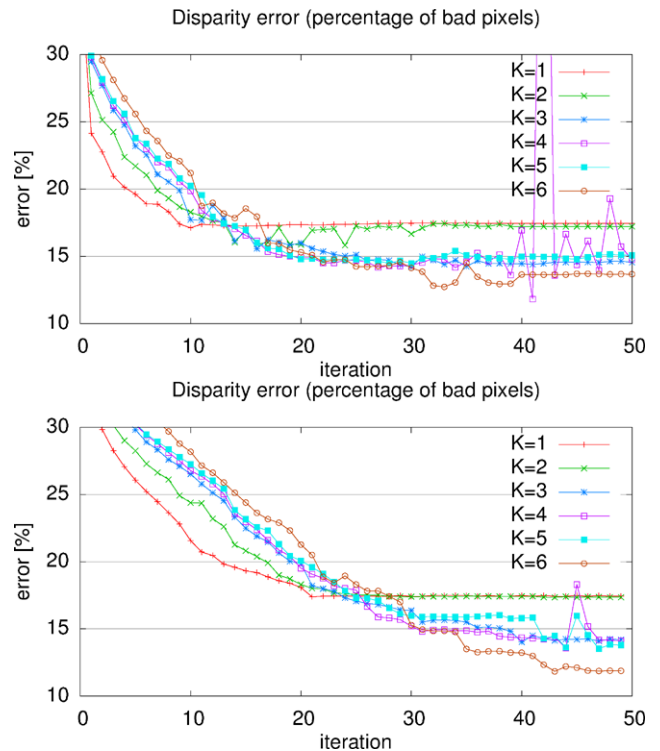 Disparity error (percentage of bad pixels)
30
25
20
15
10
error [%]
K=1
K=2
K=3
K=4
K=5
K=6
0 10 20 30 40 50
iteration
Disparity error (percentage of bad pixels)
30
25
20
15
10
error [%]
K=1
K=2
K=3
K=4
K=5
K=6
0 10 20 30 40 50
iteration